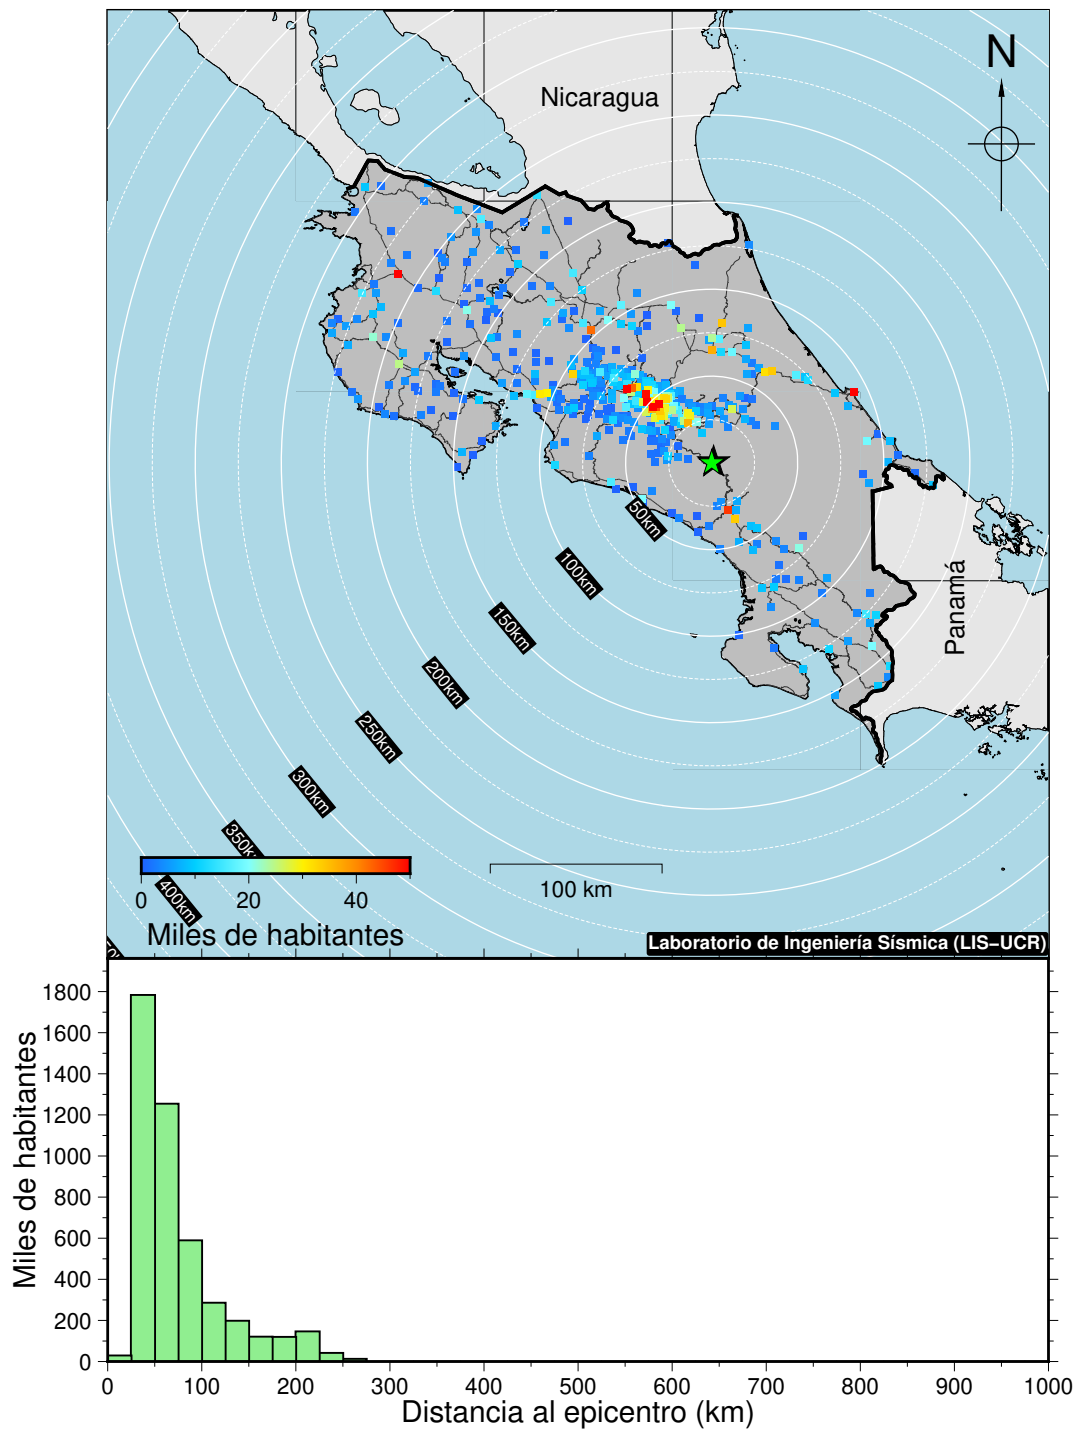 N
Nicaragua
Panamá
50km
100km
150km
200km
250km
300km
400km
0 20 40
Miles de habitantes
100 km
Laboratorio de Ingeniería Sísmica (LIS−UCR)
1800
1600
1400
1200
1000
800
600
400
200
0
Miles de habitantes
0 100 200 300 400 500 600 700 800 900 1000
Distancia al epicentro (km)